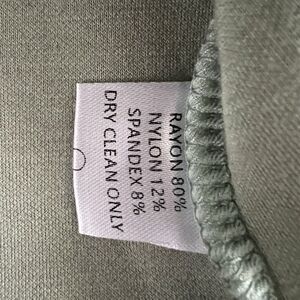 RAYON 80%
NYLON 12%
SPANDEX 8%
DRY CLEAN ONLY